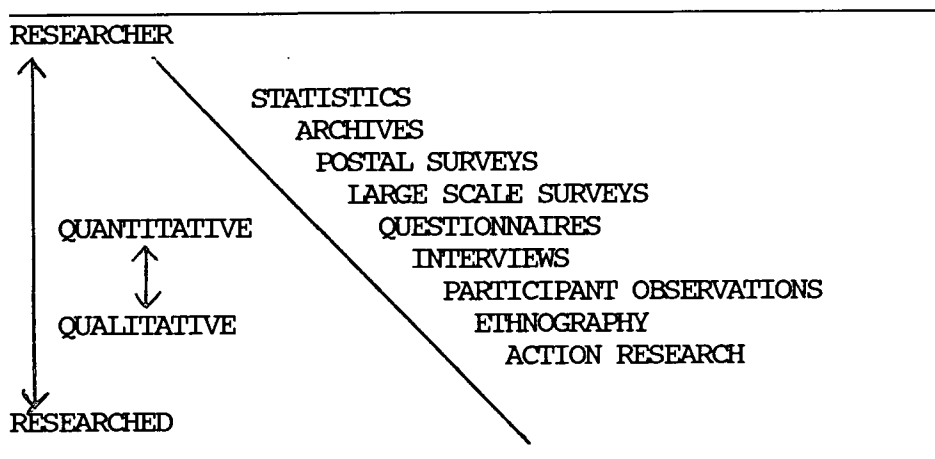 RESEARCHER
STATISTICS
ARCHIVES
POSTAL SURVEYS
LARGE SCALE SURVEYS
QUANTITATIVE QUESTIONNAIRES
INTERVIEWS
PARTICIPANT OBSERVATIONS
QUALITATIVE ETHNOGRAPHY
ACTION RESEARCH
RESEARCHED